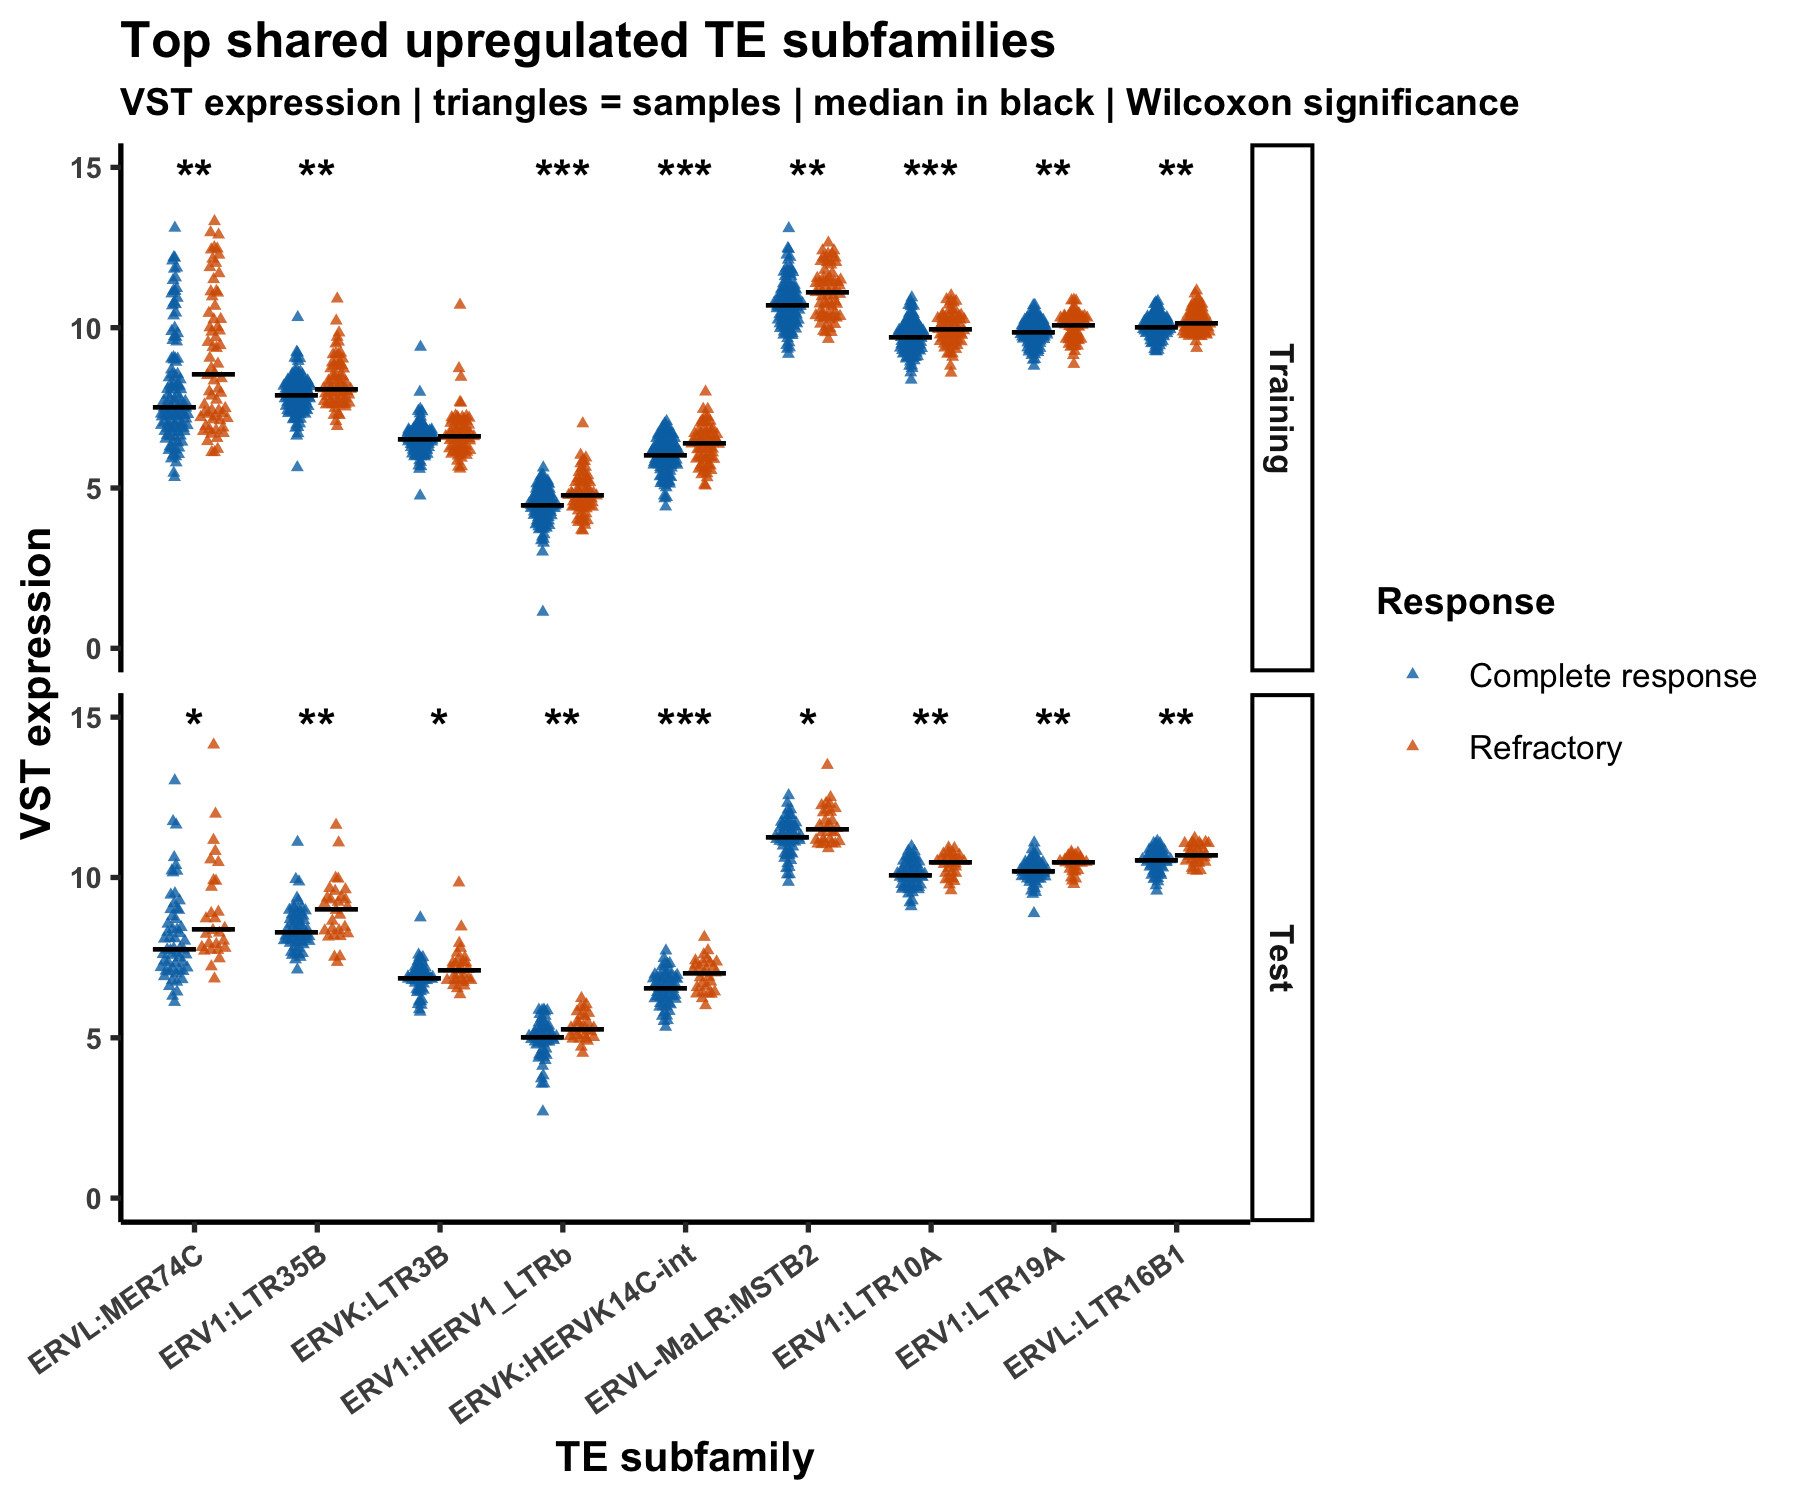 Top shared upregulated TE subfamilies
VST expression | triangles = samples | median in black | Wilcoxon significance
VST expression
15
10
5
0
** ** *** *** ** *** ** **
Training
15
10
5
0
* ** * ** *** * ** ** **
Test
ERVL:MER74C
ERV1:LTR35B
ERVK:LTR3B
ERV1:HERV1_LTRb
ERVK:HERVK14C-int
ERVL-MaLR:MSTB2
ERV1:LTR10A
ERV1:LTR19A
ERVL:LTR16B1
TE subfamily
Response
Complete response
Refractory